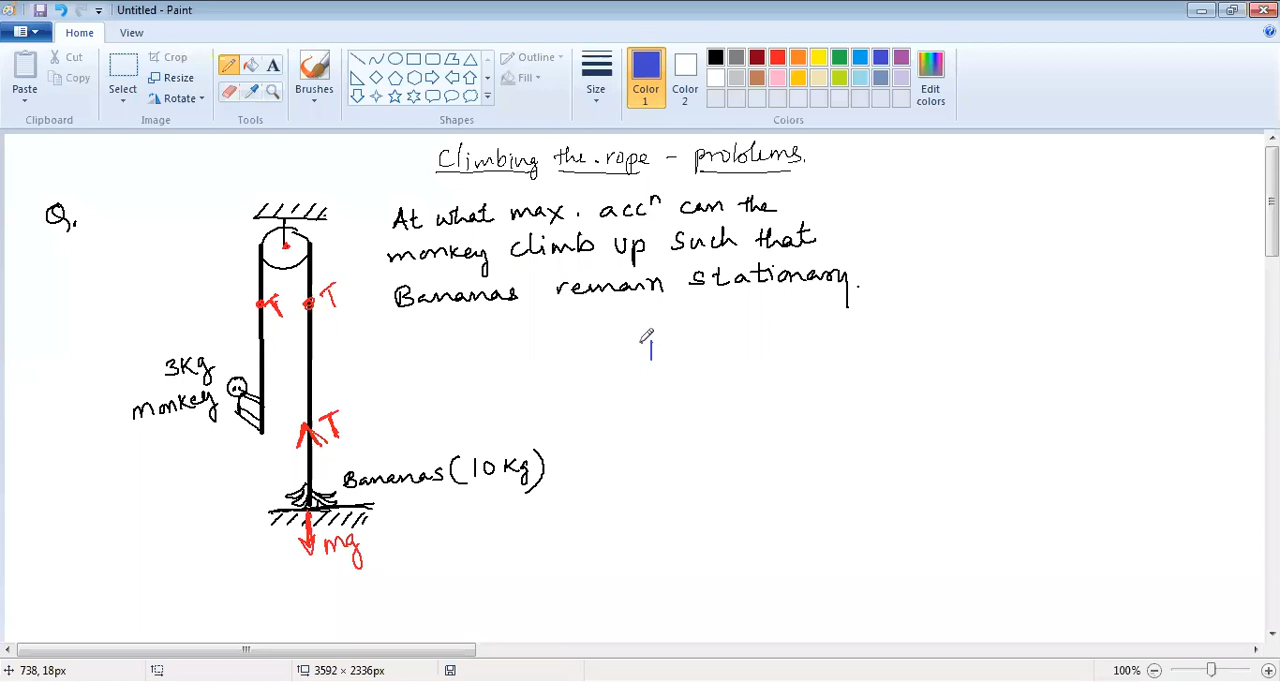 Untitled - Paint
Home
View
Paste
Cut
Copy
Clipboard
Select
Crop
Resize
Rotate
Image
A
Tools
Brushes
Outline
Fill
Shapes
Size
Color 1
Color 2
Edit colors
Colors
Climbing the rope - problems.
Q.
At what max. accⁿ can the
monkey climb up such that
Bananas remain stationary.
T
T
3Kg
monkey
T
Bananas (10 Kg)
mg
738, 18px
3592 × 2336px
100%